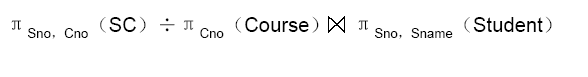 π Sno，Cno（SC）÷π Cno（Course）⋈ π Sno，Sname（Student）